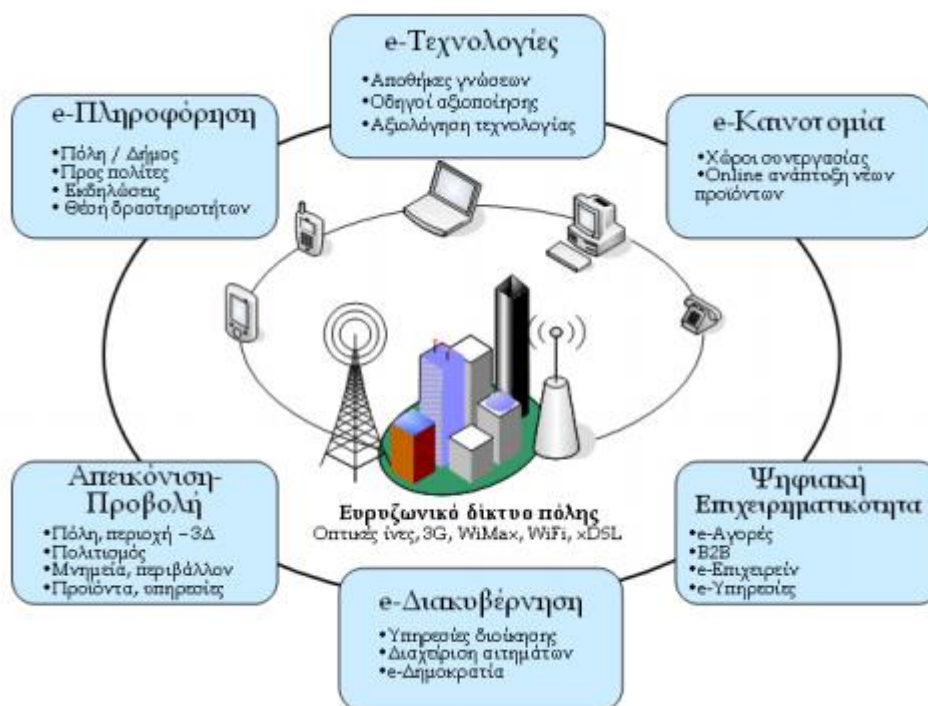 e-Τεχνολογίες
•Αποθήκες γνώσεων
•Οδηγοί αξιοποίησης
•Αξιολόγηση τεχνολογίας
e-Πληροφόρηση
•Πόλη / Δήμος
•Προς πολίτες
• Εκδηλώσεις
• Θέση δραστηριοτήτων
e-Καινοτομία
•Χώροι συνεργασίας
•Online ανάπτυξη νέων
προϊόντων
Απεικόνιση-
Προβολή
•Πόλη, περιοχή –3Δ
•Πολιτισμός
•Μνημεία, περιβάλλον
•Προϊόντα, υπηρεσίες
Ευρυζωνικό δίκτυο πόλης
Οπτικές ίνες, 3G, WiMax, WiFi, xDSL
Ψηφιακή
Επιχειρηματικότητα
•e-Αγορές
•B2B
•e-Επιχειρείν
•e-Υπηρεσίες
e-Διακυβέρνηση
•Υπηρεσίες διοίκησης
•Διαχείριση αιτημάτων
•e-Δημοκρατία